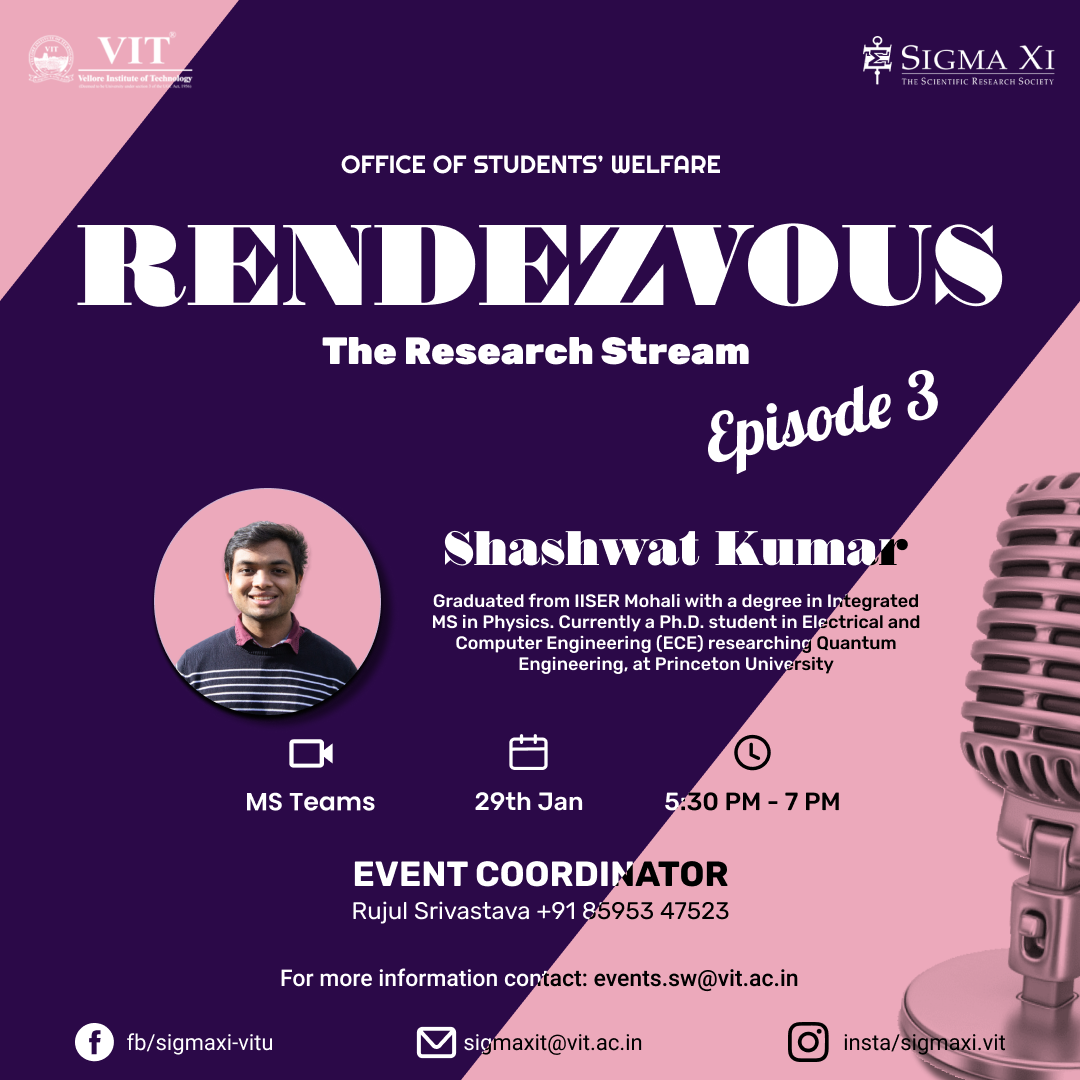 VIT®
Vellore Institute of Technology
SIGMA XI
THE SCIENTIFIC RESEARCH SOCIETY
OFFICE OF STUDENTS’ WELFARE
RENDEZVOUS
The Research Stream
Episode 3
Shashwat Kumar
Graduated from IISER Mohali with a degree in Integrated
MS in Physics. Currently a Ph.D. student in Electrical and
Computer Engineering (ECE) researching Quantum
Engineering, at Princeton University
MS Teams
29th Jan
5:30 PM - 7 PM
EVENT COORDINATOR
Rujul Srivastava +91 85953 47523
For more information contact: events.sw@vit.ac.in
fb/sigmaxi-vitu
sigmaxit@vit.ac.in
insta/sigmaxi.vit